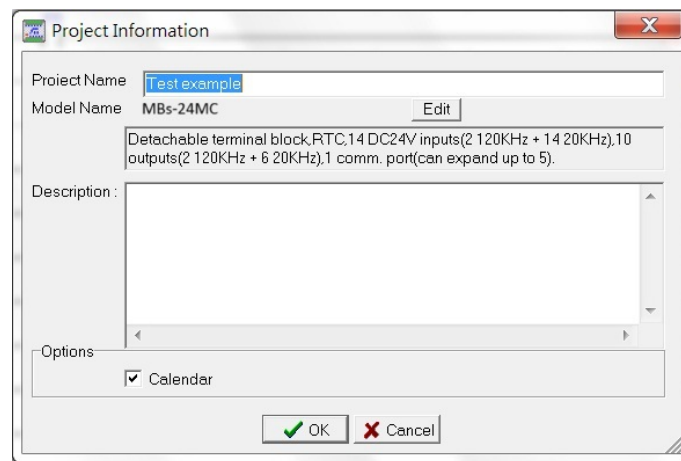 Project Information
X
Project Name Test example
Model Name MBs-24MC Edit
Detachable terminal block,RTC,14 DC24V inputs(2 120KHz + 14 20KHz),10
outputs(2 120KHz + 6 20KHz),1 comm. port(can expand up to 5).
Description :
Options
Calendar
OK Cancel